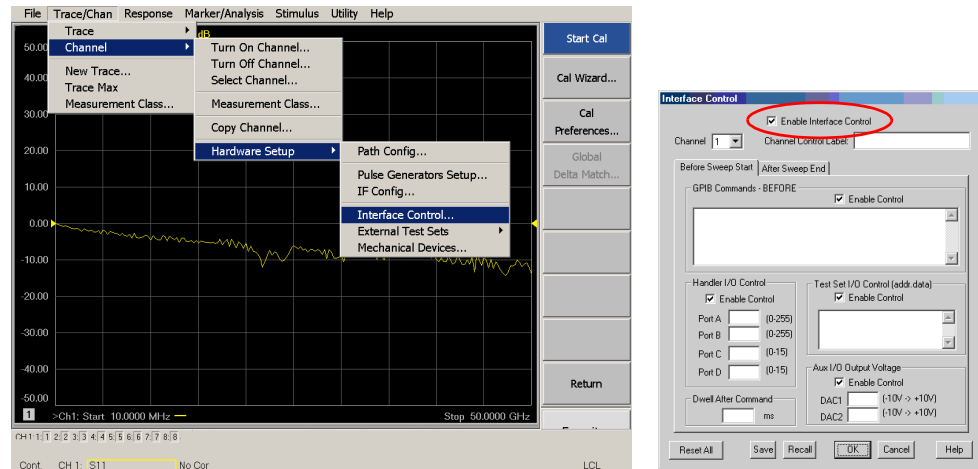 File Trace/Chan Response Marker/Analysis Stimulus Utility Help
Trace
Channel
New Trace...
Trace Max
Measurement Class...
dB
Turn On Channel...
Turn Off Channel...
Select Channel...
Measurement Class...
Copy Channel...
Hardware Setup
Path Config...
Pulse Generators Setup...
IF Config...
Interface Control...
External Test Sets
Mechanical Devices...
50.00
40.00
30.00
20.00
10.00
0.00
-10.00
-20.00
-30.00
-40.00
-50.00
1 >Ch1: Start 10.0000 MHz — Stop 50.0000 GHz
CH 1: 1: 1 2: 2 3: 3 4: 4 5: 5 6: 6 7: 7 8: 8
Cont. CH 1: S11 No Cor LCL
Start Cal
Cal Wizard...
Cal
Preferences...
Global
Delta Match...
Return
Interface Control
Enable Interface Control
Channel 1 Channel Control Label:
Before Sweep Start After Sweep End
GPIB Commands - BEFORE
Enable Control
Handler I/O Control
Enable Control
Port A (0-255)
Port B (0-255)
Port C (0-15)
Port D (0-15)
Test Set I/O Control (addr.data)
Enable Control
Aux I/O Output Voltage
Enable Control
DAC1 (-10V -> +10V)
DAC2 (-10V -> +10V)
Dwell After Command
ms
Reset All Save Recall OK Cancel Help